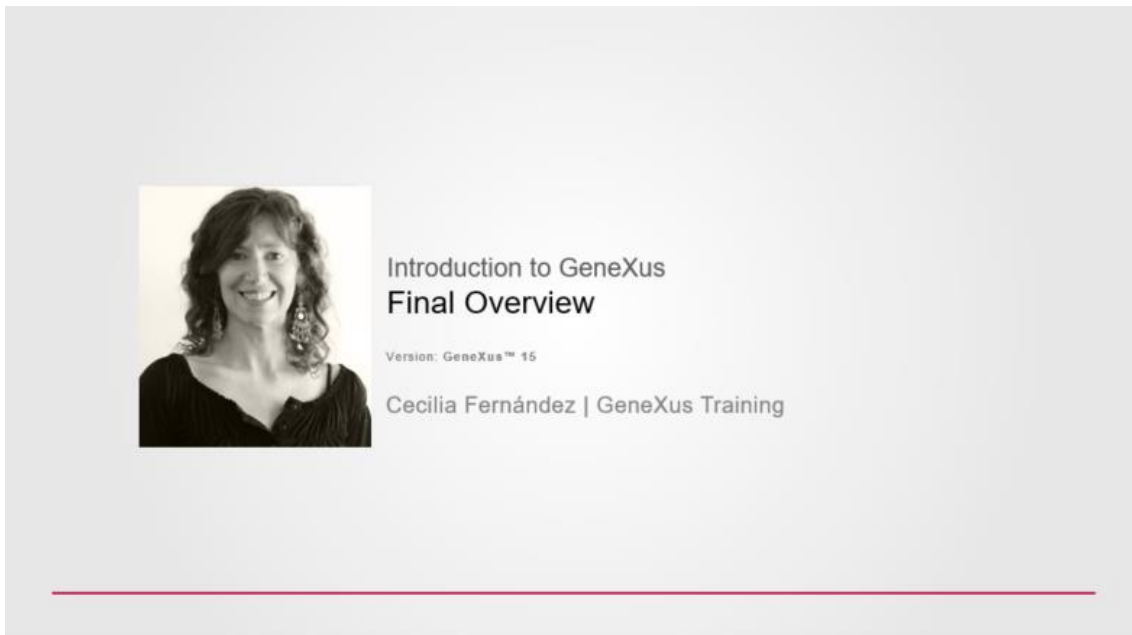 Introduction to GeneXus
Final Overview
Version: GeneXus™ 15
Cecilia Fernández | GeneXus Training